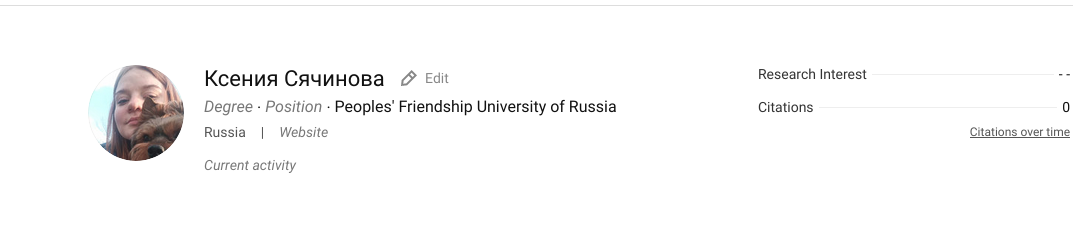 Ксения Сячинова Edit
Degree · Position · Peoples' Friendship University of Russia
Russia | Website
Current activity
Research Interest - -
Citations 0
Citations over time